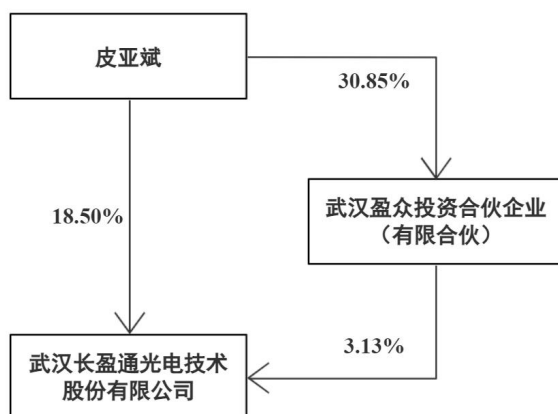 皮亚斌
30.85%
18.50%
武汉盈众投资合伙企业
（有限合伙）
武汉长盈通光电技术
股份有限公司
3.13%